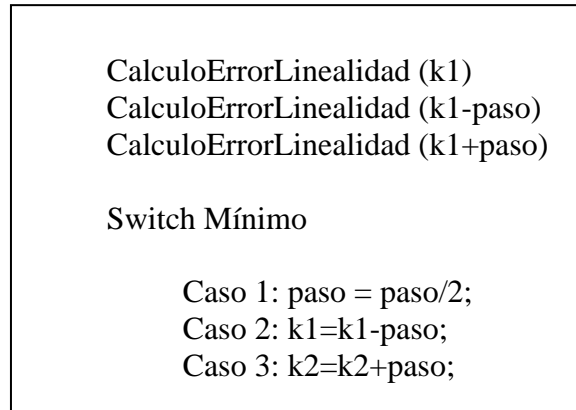 CalculoErrorLinealidad (k1)
CalculoErrorLinealidad (k1-paso)
CalculoErrorLinealidad (k1+paso)
Switch Mínimo
Caso 1: paso = paso/2;
Caso 2: k1=k1-paso;
Caso 3: k2=k2+paso;